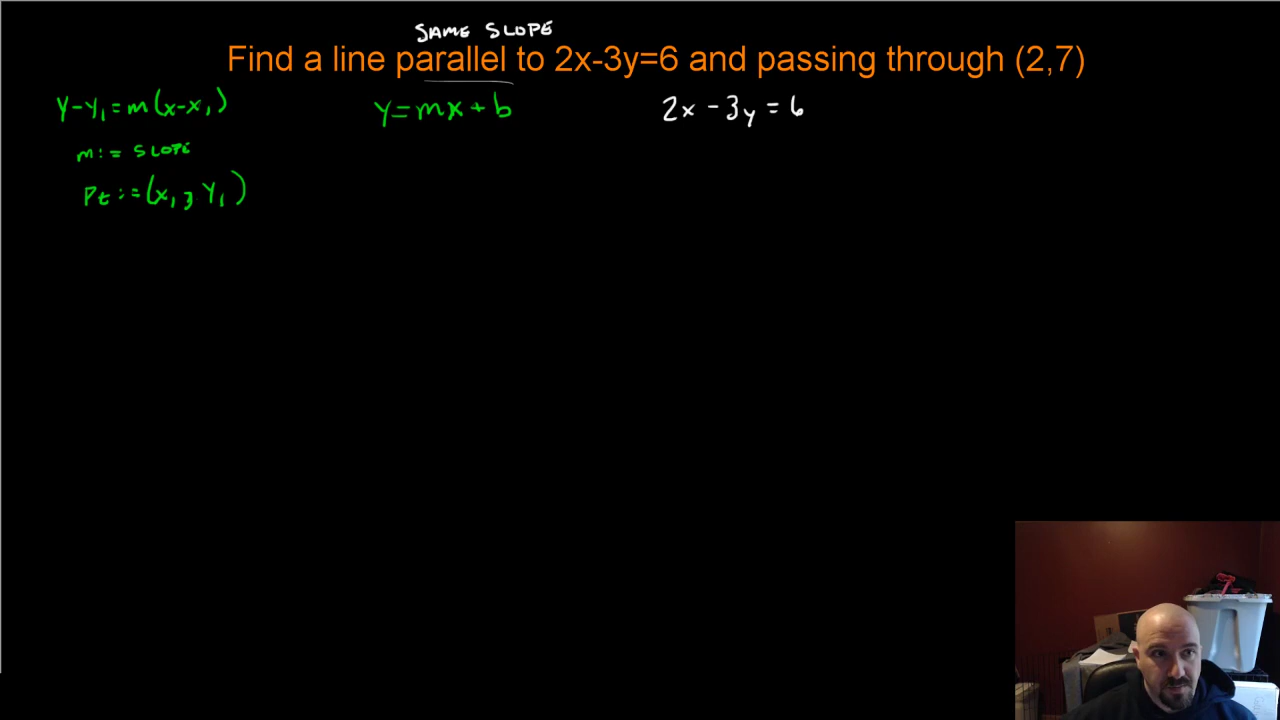 SAME SLOPE
Find a line parallel to 2x-3y=6 and passing through (2,7)
y-y₁=m(x-x₁)
m:= SLOPE
Pt:=(x₁, y₁)
y=mx+b
2x-3y=6